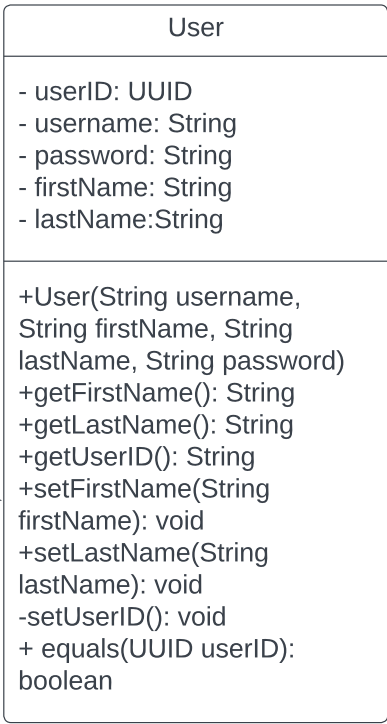 User
- userID: UUID
- username: String
- password: String
- firstName: String
- lastName:String
+User(String username,
String firstName, String
lastName, String password)
+getFirstName(): String
+getLastName(): String
+getUserID(): String
+setFirstName(String
firstName): void
+setLastName(String
lastName): void
-setUserID(): void
+ equals(UUID userID):
boolean